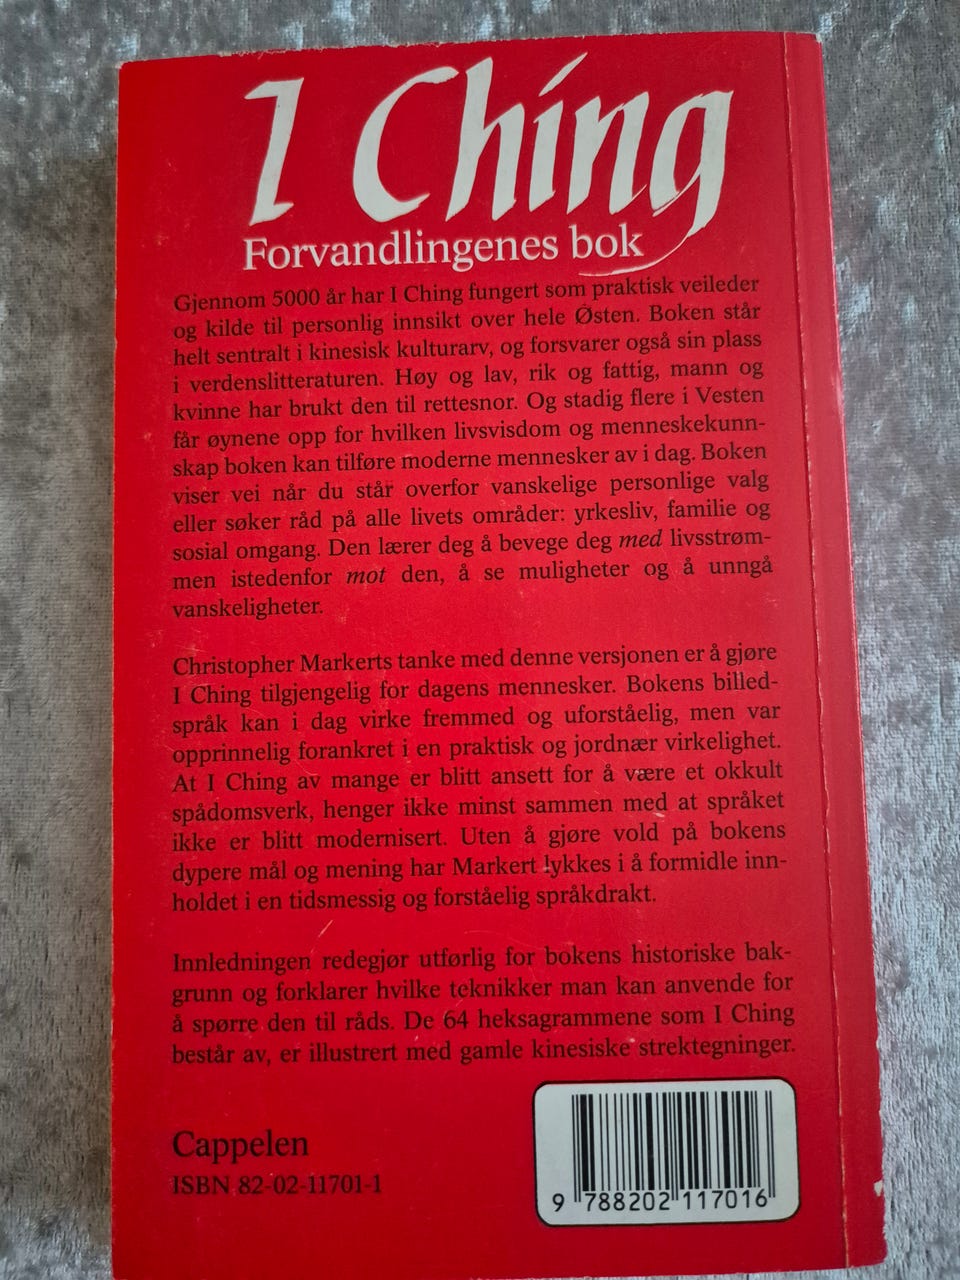 I Ching
Forvandlingenes bok
Gjennom 5000 år har I Ching fungert som praktisk veileder
og kilde til personlig innsikt over hele Østen. Boken står
helt sentralt i kinesisk kulturarv, og forsvarer også sin plass
i verdenslitteraturen. Høy og lav, rik og fattig, mann og
kvinne har brukt den til rettesnor. Og stadig flere i Vesten
får øynene opp for hvilken livsvisdom og menneskekunn-
skap boken kan tilføre moderne mennesker av i dag. Boken
viser vei når du står overfor vanskelige personlige valg
eller søker råd på alle livets områder: yrkesliv, familie og
sosial omgang. Den lærer deg å bevege deg med livsstrøm-
men istedenfor mot den, å se muligheter og å unngå
vanskeligheter.
Christopher Markerts tanke med denne versjonen er å gjøre
I Ching tilgjengelig for dagens mennesker. Bokens billed-
språk kan i dag virke fremmed og uforståelig, men var
opprinnelig forankret i en praktisk og jordnær virkelighet.
At I Ching av mange er blitt ansett for å være et okkult
spådomsverk, henger ikke minst sammen med at språket
ikke er blitt modernisert. Uten å gjøre vold på bokens
dypere mål og mening har Markert lykkes i å formidle inn-
holdet i en tidsmessig og forståelig språkdrakt.
Innledningen redegjør utførlig for bokens historiske bak-
grunn og forklarer hvilke teknikker man kan anvende for
å spørre den til råds. De 64 heksagrammene som I Ching
består av, er illustrert med gamle kinesiske strektegninger.
Cappelen
ISBN 82-02-11701-1
9 788202 117016